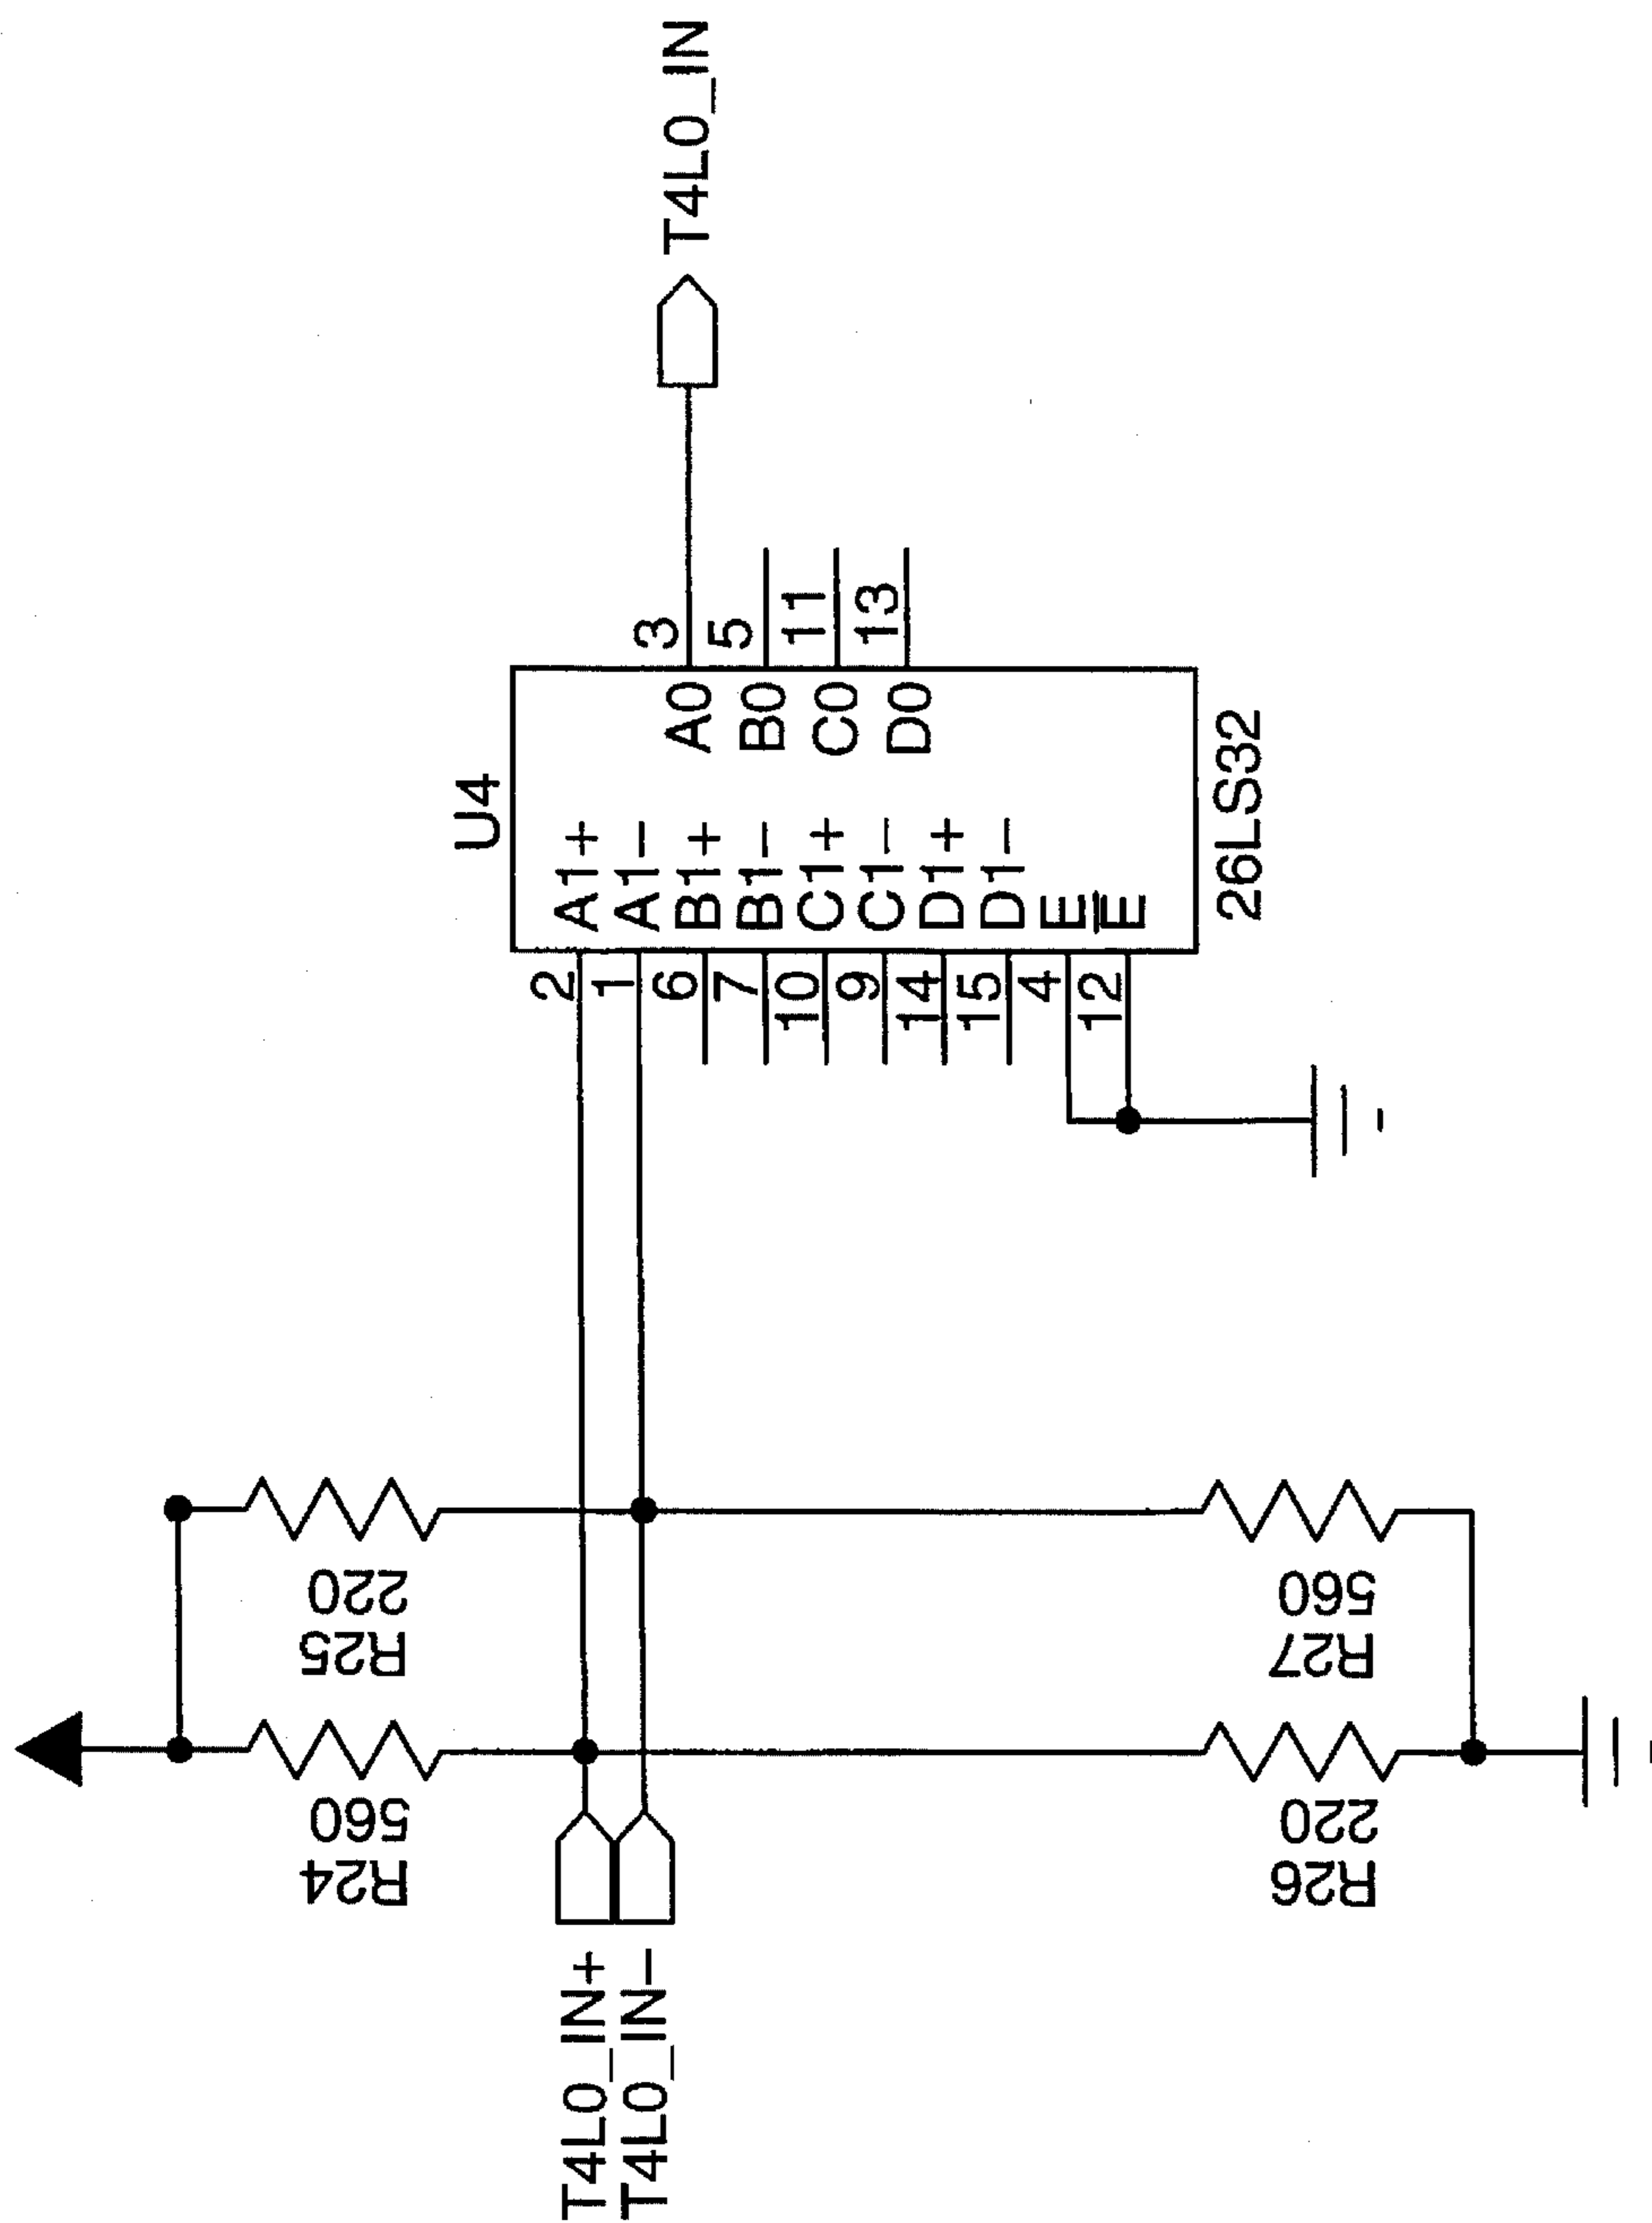 T4L0_IN+
T4L0_IN−
R24
560
R25
220
R26
220
R27
560
U4
2
1
6
7
10
9
14
15
4
12
A1+
A1−
B1+
B1−
C1+
C1−
D1+
D1−
E
E̅
A0
B0
C0
D0
3
5
11
13
26LS32
T4L0_IN